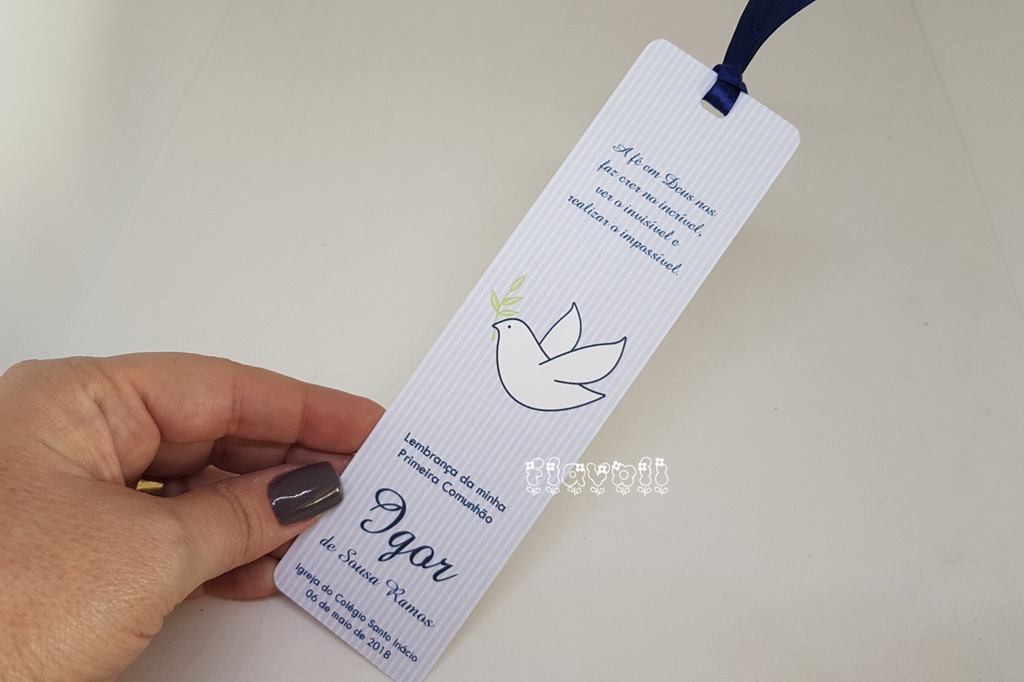 A fé em Deus nos
faz crer no incrível,
ver o invisível e
realizar o impossível.
Lembrança da minha
Primeira Comunhão
Igor
de Sousa Ramos
Igreja do Colégio Santo Inácio
06 de maio de 2018
flavoli